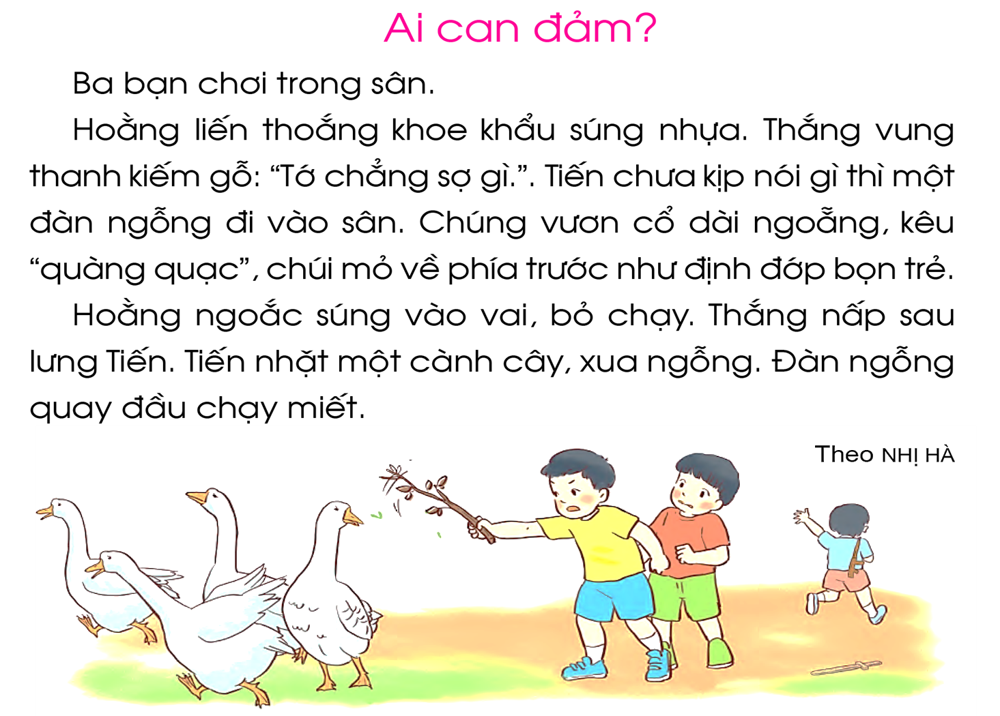 Ai can đảm?
Ba bạn chơi trong sân.
Hoằng liến thoắng khoe khẩu súng nhựa. Thắng vung
thanh kiếm gỗ: “Tớ chẳng sợ gì.”. Tiến chưa kịp nói gì thì một
đàn ngỗng đi vào sân. Chúng vươn cổ dài ngoẵng, kêu
“quàng quạc”, chúi mỏ về phía trước như định đớp bọn trẻ.
Hoằng ngoắc súng vào vai, bỏ chạy. Thắng nấp sau
lưng Tiến. Tiến nhặt một cành cây, xua ngỗng. Đàn ngỗng
quay đầu chạy miết.
Theo NHỊ HÀ